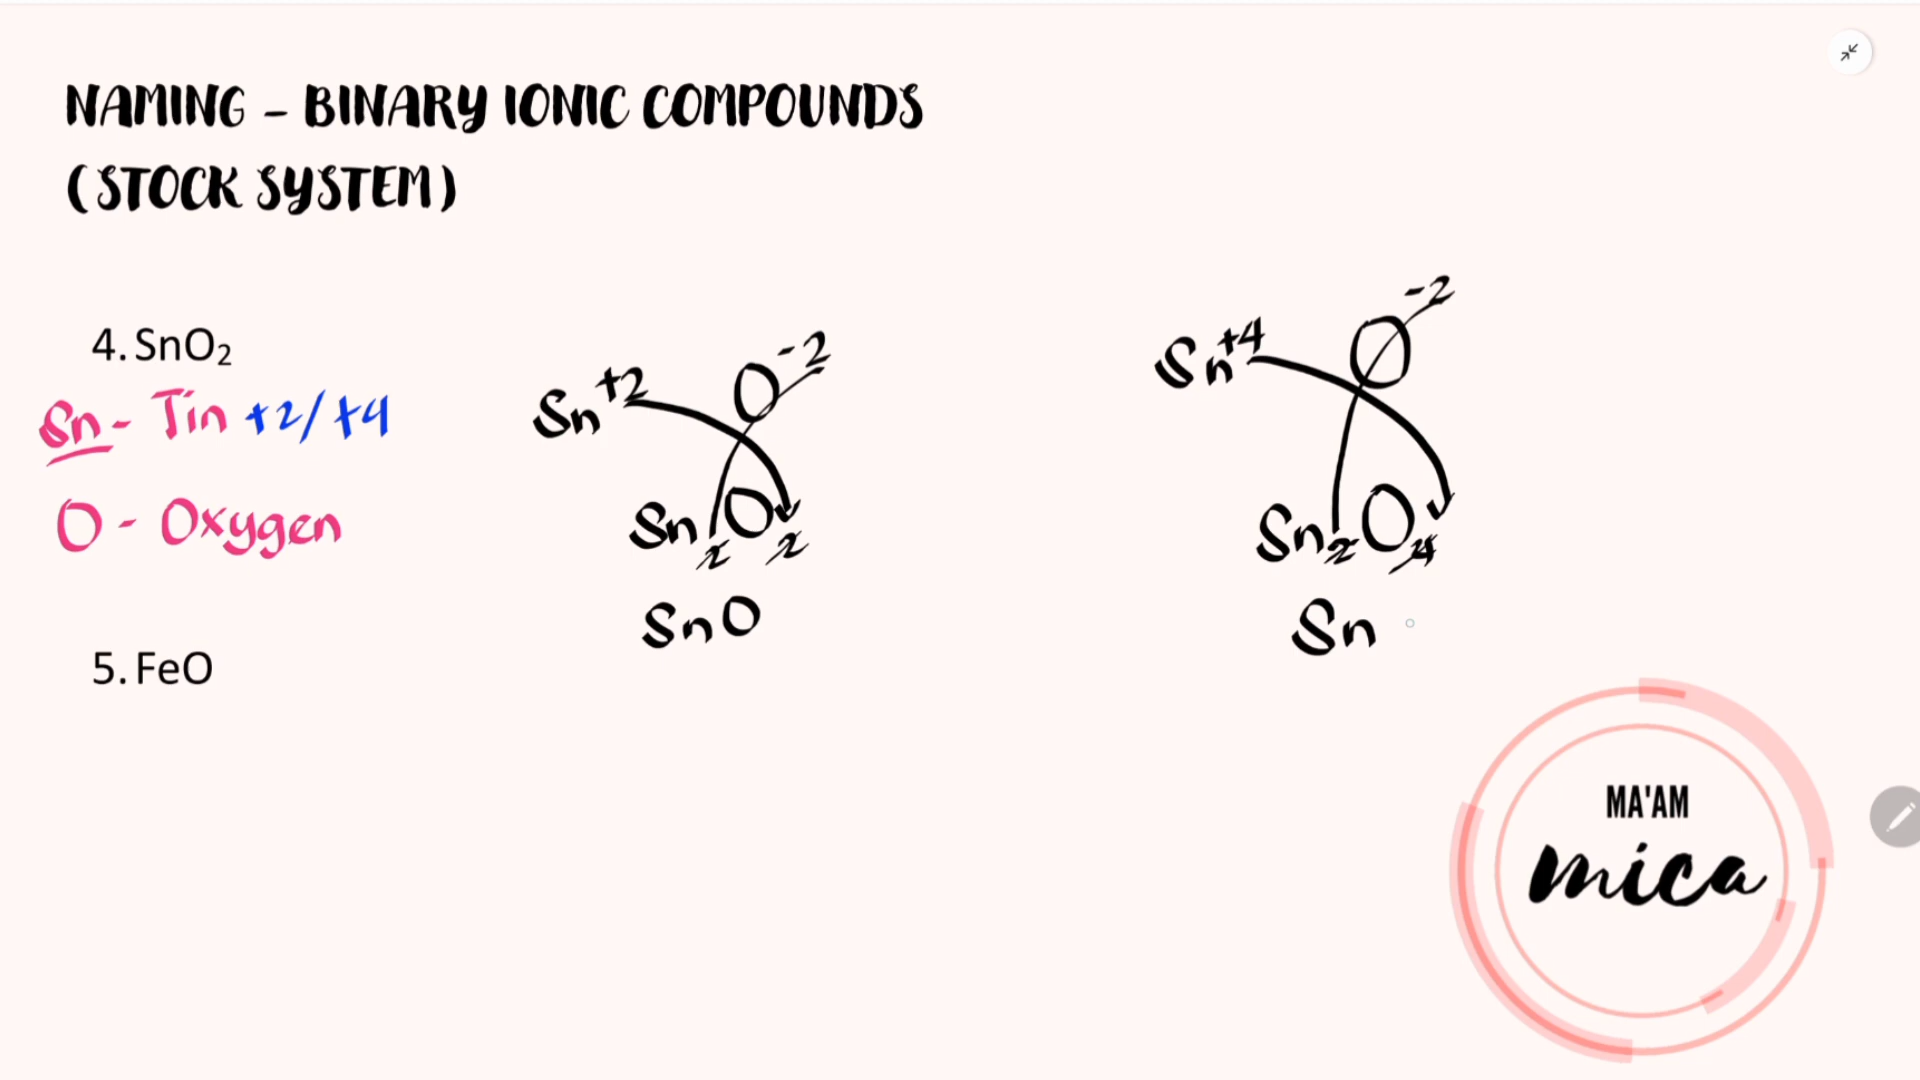 NAMING - BINARY IONIC COMPOUNDS
(STOCK SYSTEM)
4. SnO₂
Sn - Tin +2/+4
O - Oxygen
5. FeO
Sn⁺² O⁻²
Sn₂O₂
SnO
Sn⁺⁴ O⁻²
Sn₂O₄
Sn
MA'AM
mica